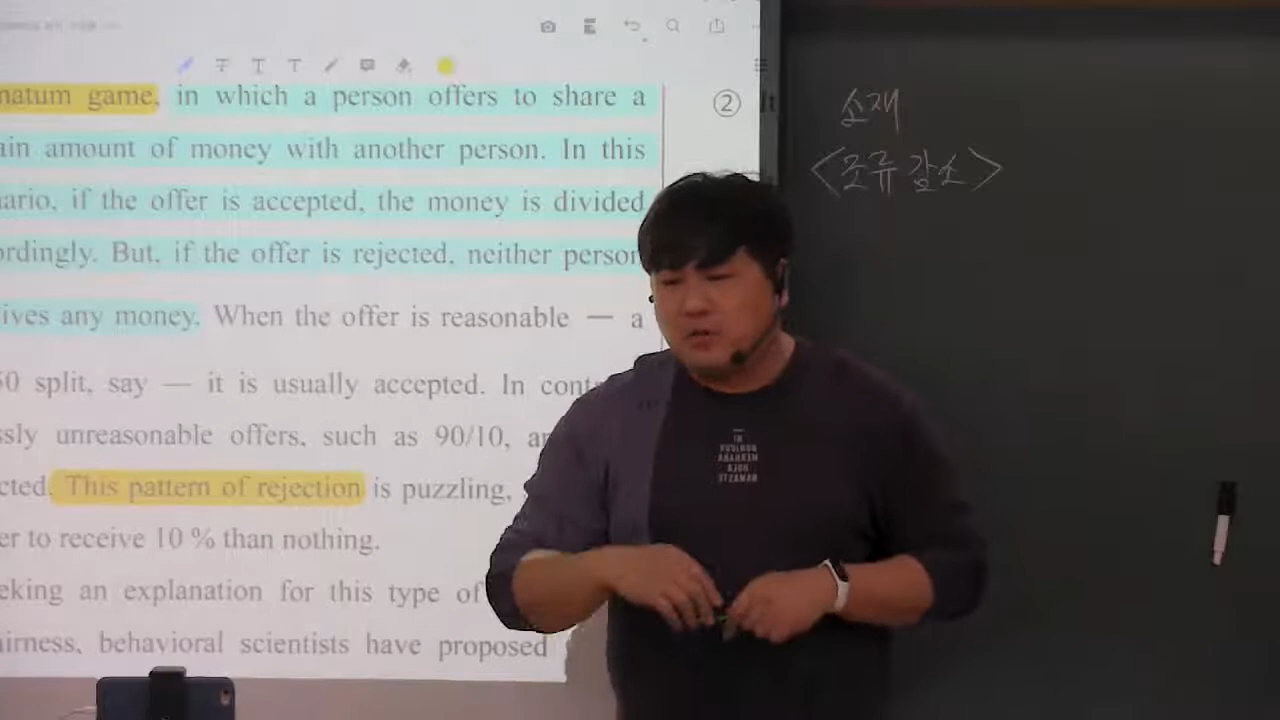 natum game, in which a person offers to share a
ain amount of money with another person. In this
nario, if the offer is accepted, the money is divided
ordingly. But, if the offer is rejected, neither person
ives any money. When the offer is reasonable — a
50 split, say — it is usually accepted. In cont
ssly unreasonable offers, such as 90/10, ar
cted. This pattern of rejection is puzzling,
er to receive 10 % than nothing.
eking an explanation for this type of
airness, behavioral scientists have proposed
② It
소재
<조류 감소>